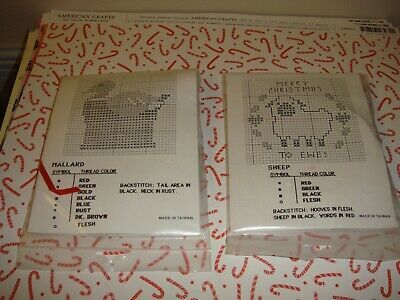 AMERICAN CRAFTS
AMERICAN CRAFTS
MALLARD
SYMBOL THREAD COLOR
RED
GREEN
GOLD
BLACK
BLUE
RUST
DK. BROWN
FLESH
BACKSTITCH: TAIL AREA IN
BLACK. NECK IN RUST.
MADE IN TAIWAN
MERRY
CHRISTMAS
TO EWE!
SHEEP
SYMBOL THREAD COLOR
RED
GREEN
BLACK
FLESH
BACKSTITCH: HOOVES IN FLESH.
SHEEP IN BLACK. WORDS IN RED.
MADE IN TAIWAN